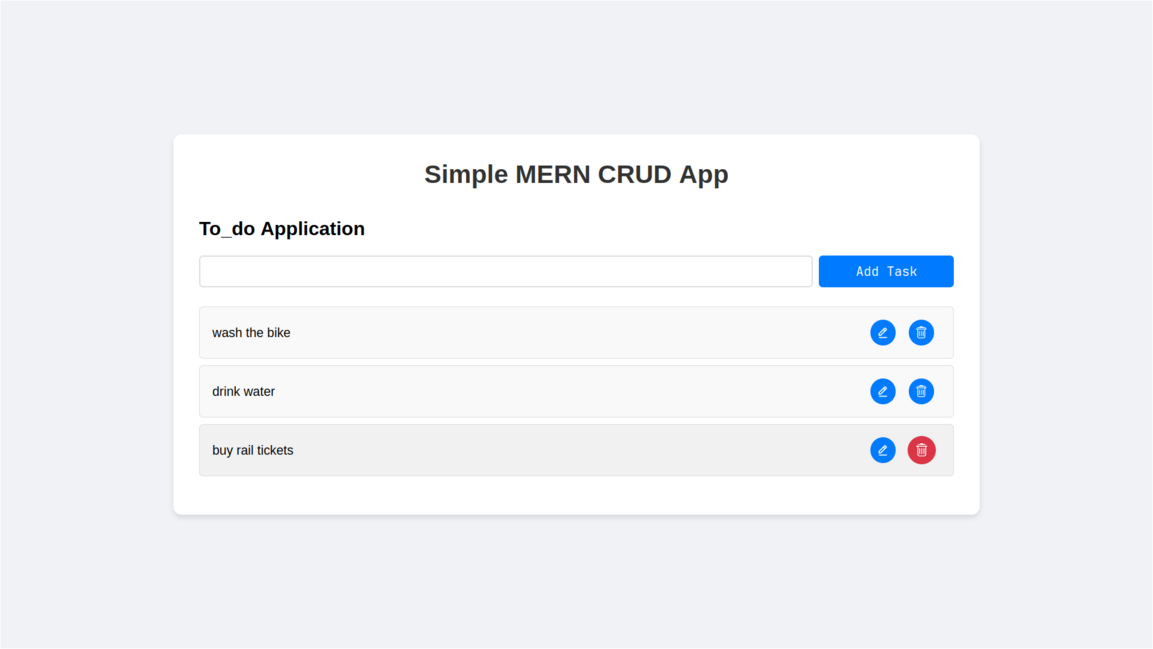 Simple MERN CRUD App
To_do Application
Add Task
wash the bike
drink water
buy rail tickets